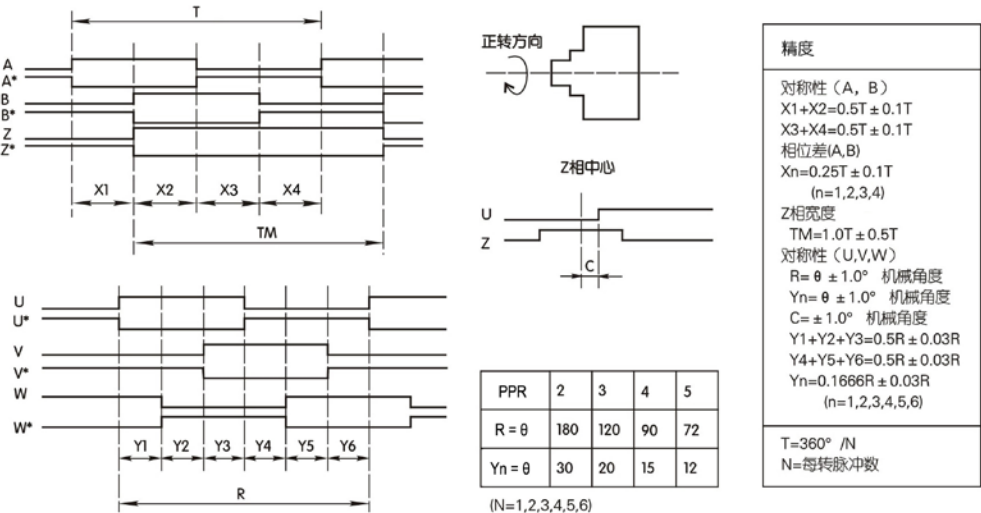 T
A
A*
B
B*
Z
Z*
X1 X2 X3 X4
TM
U
U*
V
V*
W
W*
Y1 Y2 Y3 Y4 Y5 Y6
R
正转方向
Z相中心
U
Z
C
PPR 2 3 4 5
R = θ 180 120 90 72
Yn = θ 30 20 15 12
(N=1,2,3,4,5,6)
精度
对称性（A，B）
X1+X2=0.5T±0.1T
X3+X4=0.5T±0.1T
相位差(A,B)
Xn=0.25T±0.1T
(n=1,2,3,4)
Z相宽度
TM=1.0T±0.5T
对称性（U,V,W）
R=θ ±1.0° 机械角度
Yn=θ ±1.0° 机械角度
C=±1.0° 机械角度
Y1+Y2+Y3=0.5R±0.03R
Y4+Y5+Y6=0.5R±0.03R
Yn=0.1666R±0.03R
(n=1,2,3,4,5,6)
T=360° /N
N=每转脉冲数